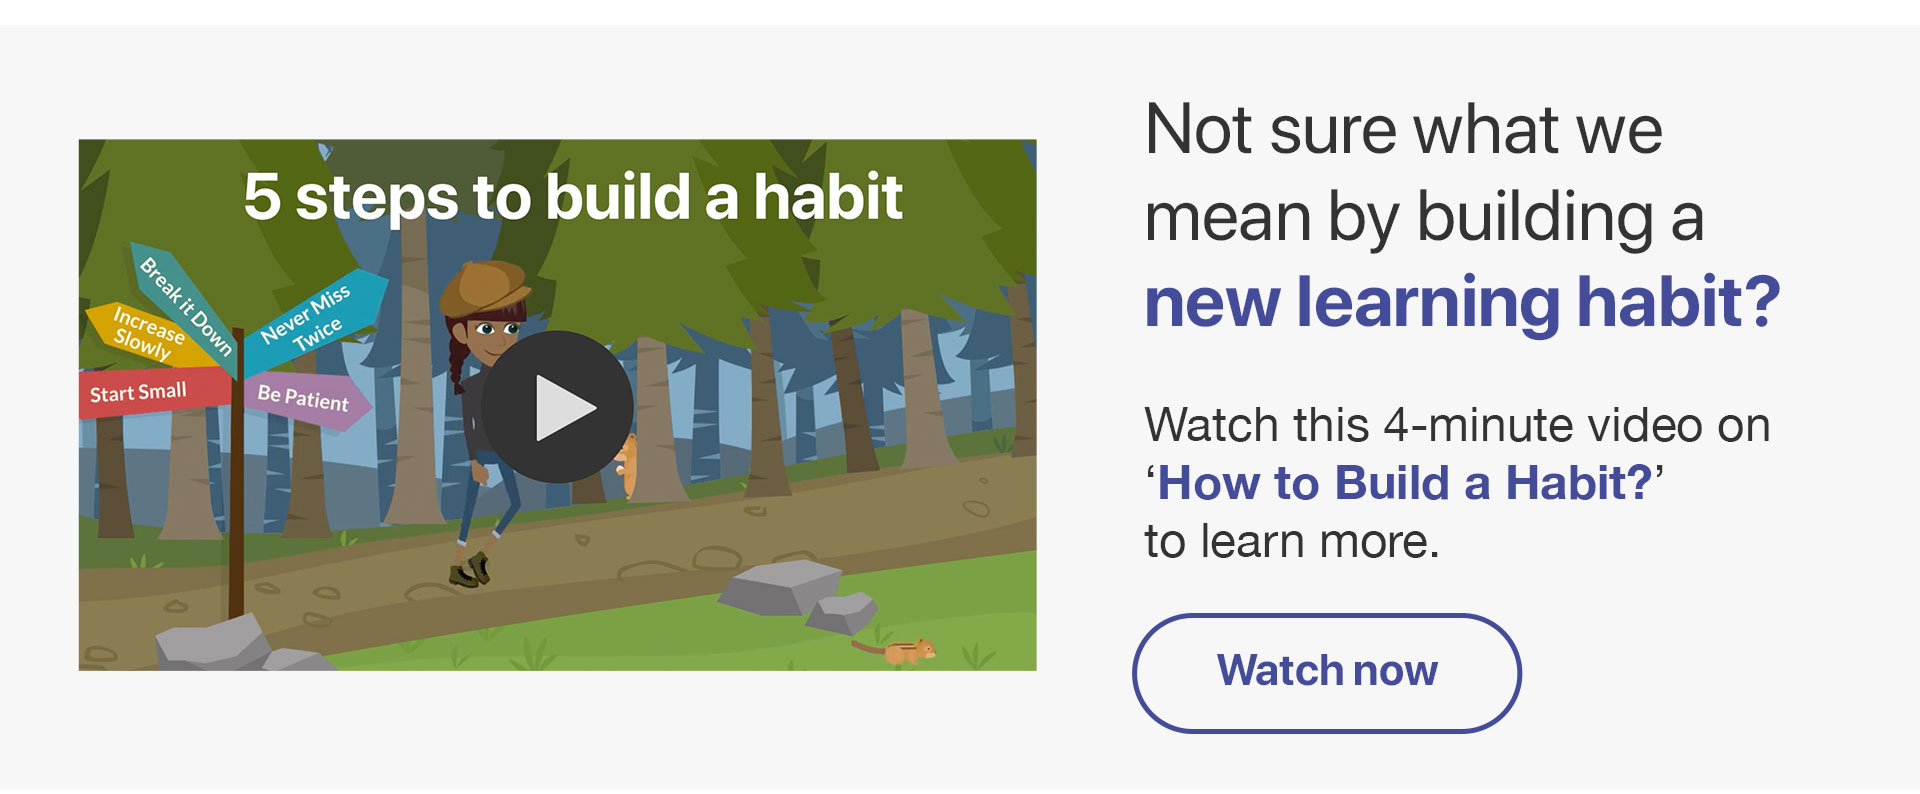 5 steps to build a habit
Break it Down
Never Miss
Twice
Increase
Slowly
Start Small
Be Patient
Not sure what we
mean by building a
new learning habit?
Watch this 4-minute video on
‘How to Build a Habit?’
to learn more.
Watch now